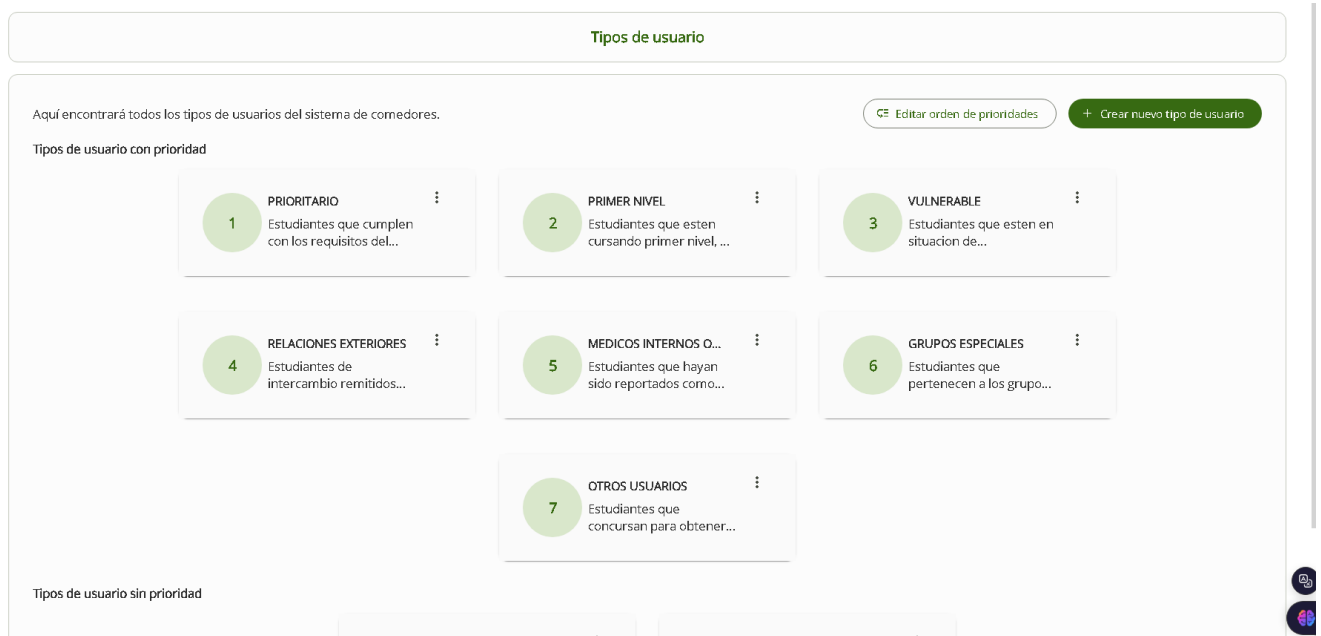 Tipos de usuario
Aquí encontrará todos los tipos de usuarios del sistema de comedores.
Editar orden de prioridades
+ Crear nuevo tipo de usuario
Tipos de usuario con prioridad
1
PRIORITARIO
Estudiantes que cumplen
con los requisitos del...
2
PRIMER NIVEL
Estudiantes que esten
cursando primer nivel, ...
3
VULNERABLE
Estudiantes que esten en
situacion de...
4
RELACIONES EXTERIORES
Estudiantes de
intercambio remitidos...
5
MEDICOS INTERNOS O...
Estudiantes que hayan
sido reportados como...
6
GRUPOS ESPECIALES
Estudiantes que
pertenecen a los grupo...
7
OTROS USUARIOS
Estudiantes que
concursan para obtener...
Tipos de usuario sin prioridad